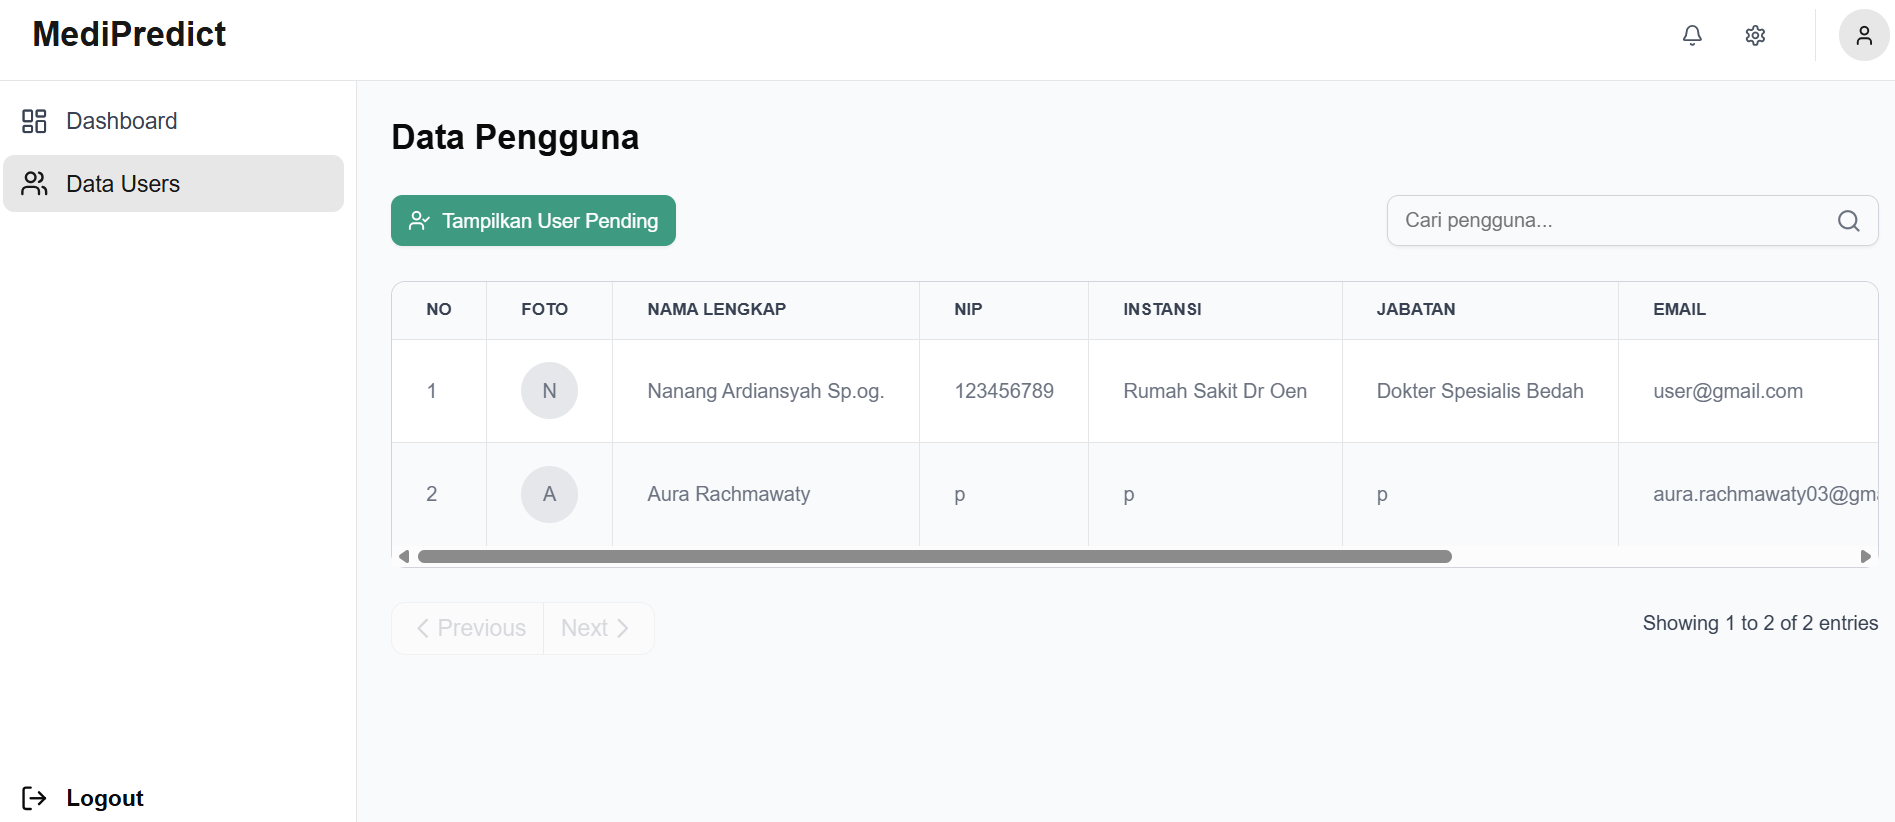 MediPredict
Dashboard
Data Users
Logout
Data Pengguna
Tampilkan User Pending
Cari pengguna...
NO FOTO NAMA LENGKAP NIP INSTANSI JABATAN EMAIL
1 N Nanang Ardiansyah Sp.og. 123456789 Rumah Sakit Dr Oen Dokter Spesialis Bedah user@gmail.com
2 A Aura Rachmawaty p p p aura.rachmawaty03@gma
Previous Next
Showing 1 to 2 of 2 entries